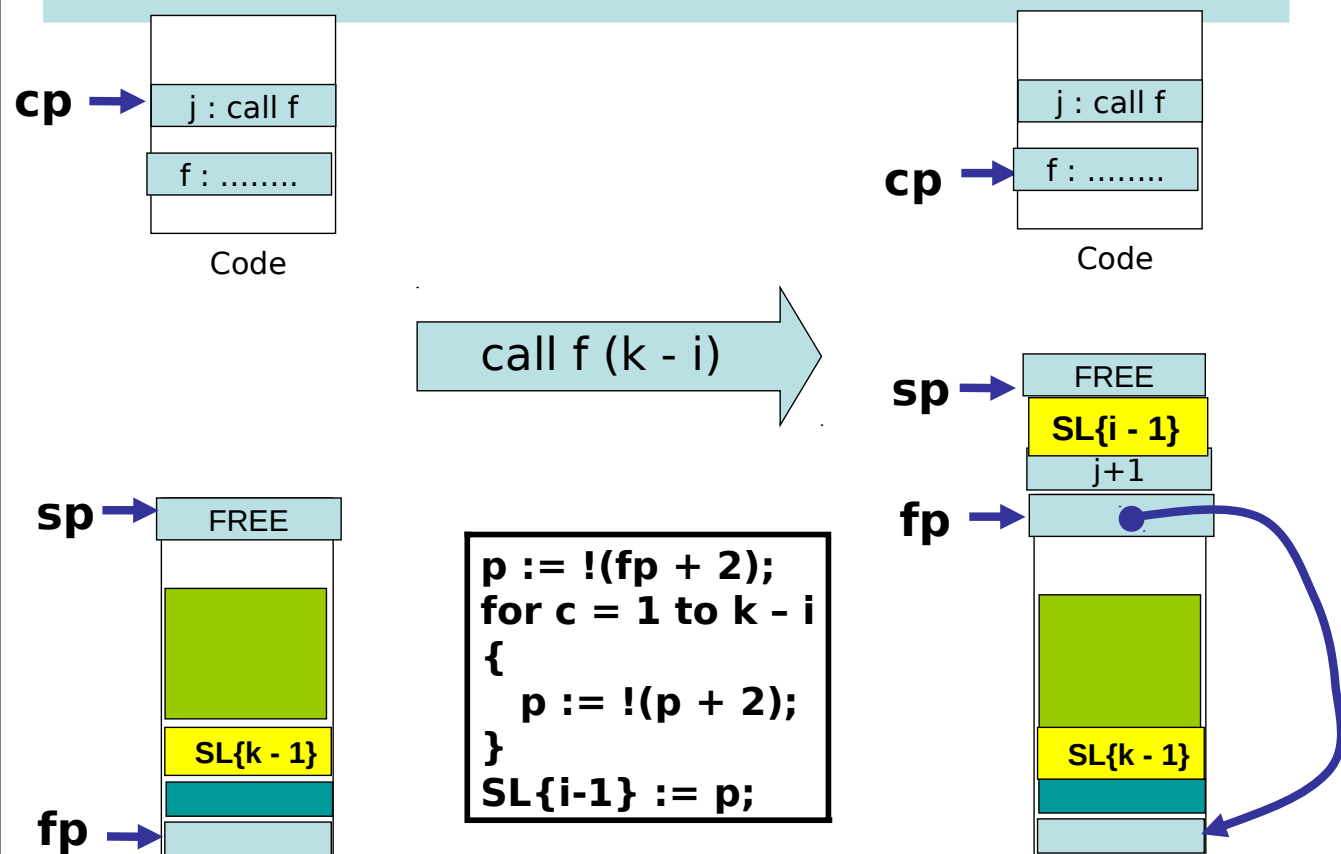 cp
j : call f
f : ........
Code
j : call f
cp
f : ........
Code
call f (k - i)
sp
FREE
SL{i - 1}
j+1
fp
sp
FREE
SL{k - 1}
fp
p := !(fp + 2);
for c = 1 to k – i
{
p := !(p + 2);
}
SL{i-1} := p;
SL{k - 1}